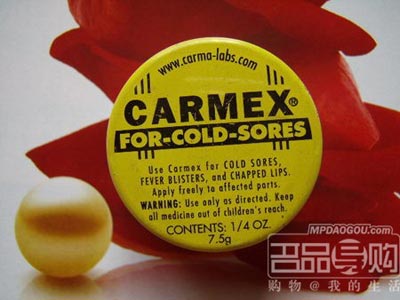 www.carma-labs.com
CARMEX®
FOR-COLD-SORES
Use Carmex for COLD SORES,
FEVER BLISTERS, and CHAPPED LIPS.
Apply freely to affected parts.
WARNING: Use only as directed. Keep
all medicine out of children's reach.
CONTENTS: 1/4 OZ.
7.5g
MPDAOGOU.com
名品导购
购物@我的生活